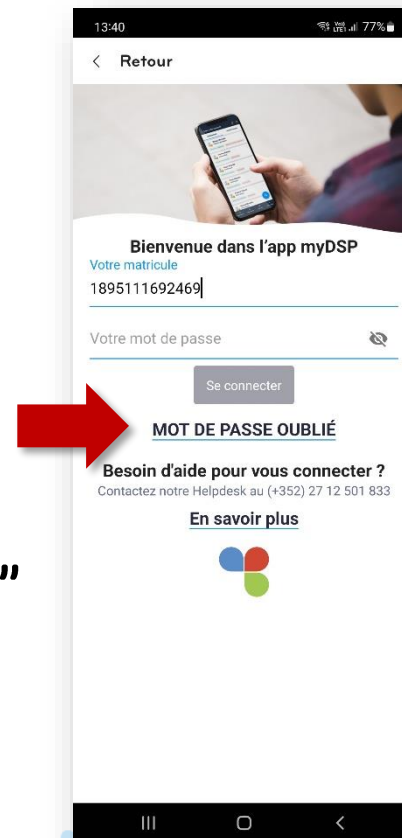 13:40 Vo) LTE1 77%
< Retour
Bienvenue dans l'app myDSP
Votre matricule
1895111692469
Votre mot de passe
Se connecter
MOT DE PASSE OUBLIÉ
Besoin d'aide pour vous connecter ?
Contactez notre Helpdesk au (+352) 27 12 501 833
En savoir plus
"